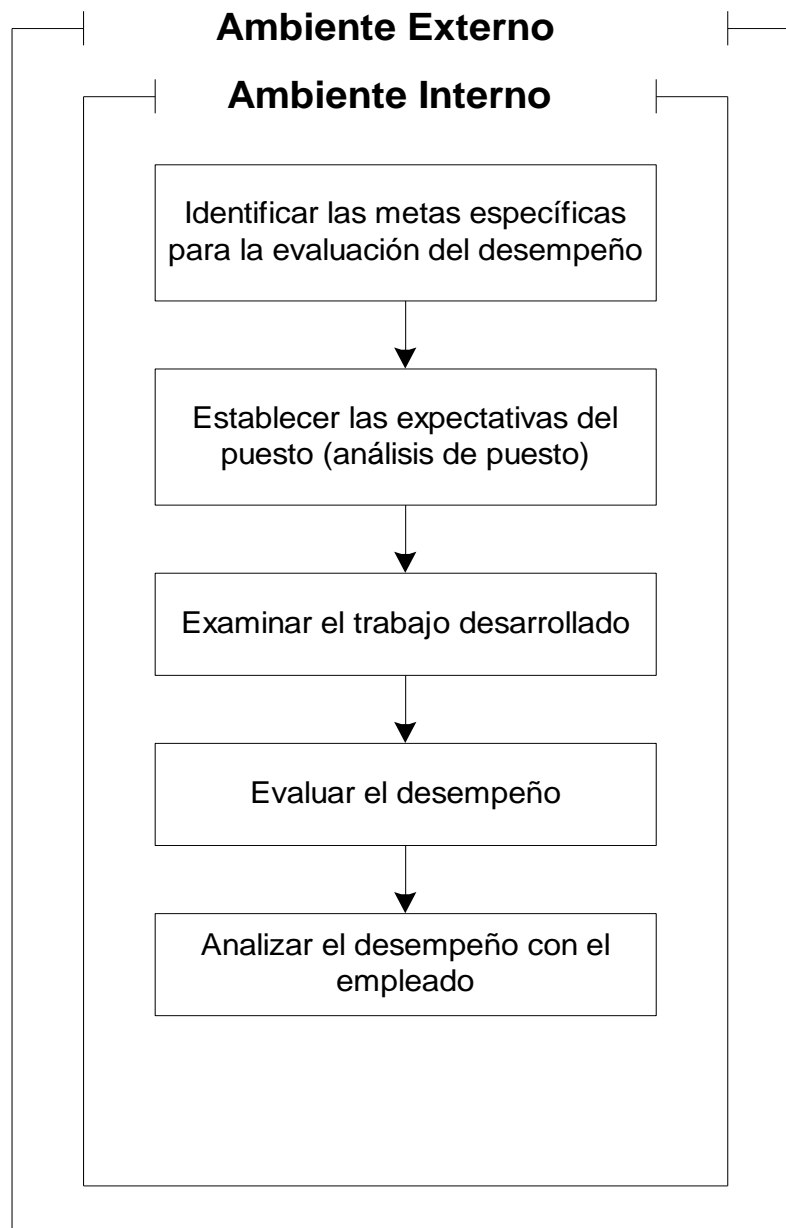 Ambiente Externo
Ambiente Interno
Identificar las metas específicas
para la evaluación del desempeño
Establecer las expectativas del
puesto (análisis de puesto)
Examinar el trabajo desarrollado
Evaluar el desempeño
Analizar el desempeño con el
empleado